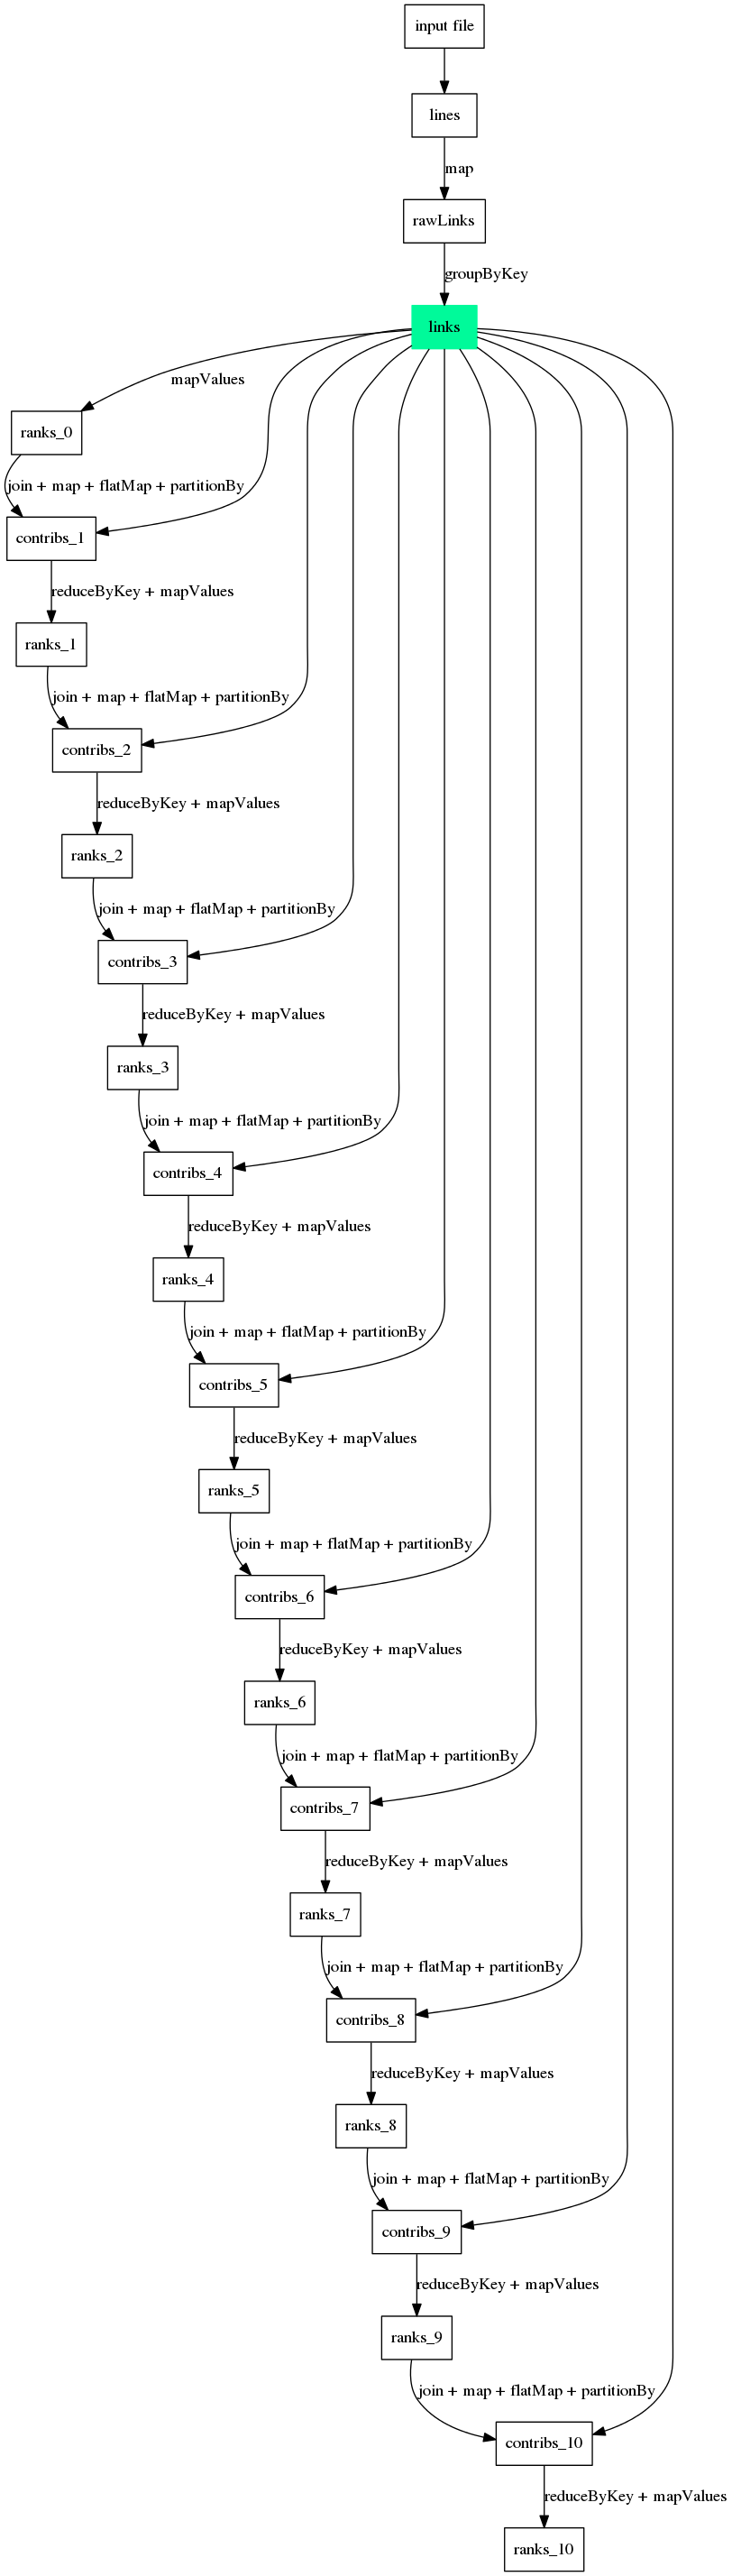 input file
lines
map
rawLinks
groupByKey
links
mapValues
ranks_0
join + map + flatMap + partitionBy
contribs_1
reduceByKey + mapValues
ranks_1
join + map + flatMap + partitionBy
contribs_2
reduceByKey + mapValues
ranks_2
join + map + flatMap + partitionBy
contribs_3
reduceByKey + mapValues
ranks_3
join + map + flatMap + partitionBy
contribs_4
reduceByKey + mapValues
ranks_4
join + map + flatMap + partitionBy
contribs_5
reduceByKey + mapValues
ranks_5
join + map + flatMap + partitionBy
contribs_6
reduceByKey + mapValues
ranks_6
join + map + flatMap + partitionBy
contribs_7
reduceByKey + mapValues
ranks_7
join + map + flatMap + partitionBy
contribs_8
reduceByKey + mapValues
ranks_8
join + map + flatMap + partitionBy
contribs_9
reduceByKey + mapValues
ranks_9
join + map + flatMap + partitionBy
contribs_10
reduceByKey + mapValues
ranks_10